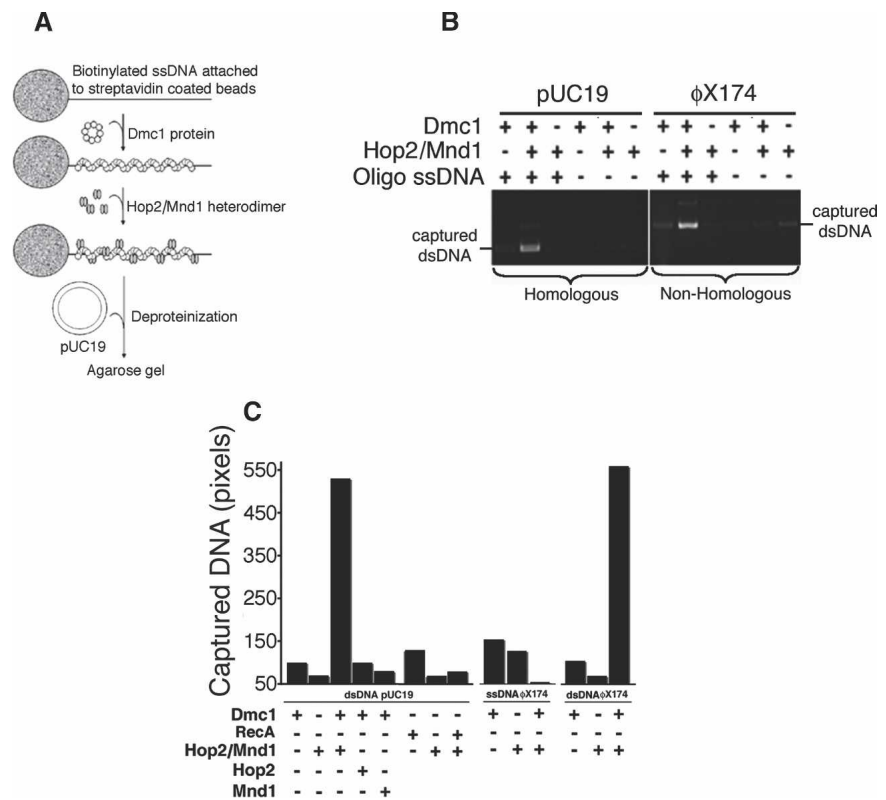 A
Biotinylated ssDNA attached
to streptavidin coated beads
Dmc1 protein
Hop2/Mnd1 heterodimer
Deproteinization
pUC19
Agarose gel
B
pUC19 ϕX174
Dmc1 + + - + + - + + - + + -
Hop2/Mnd1 - + + - + + - + + - + +
Oligo ssDNA + + + - - - + + + - - -
captured
dsDNA
captured
dsDNA
Homologous Non-Homologous
C
Captured DNA (pixels)
550
450
350
250
150
50
dsDNA pUC19 ssDNA ϕX174 dsDNA ϕX174
Dmc1 + - + + + - - - + - + + - +
RecA - - - - - + - + - - - - - -
Hop2/Mnd1 - + + - - - + + - + + - + +
Hop2 - - - + - - - - - - - - - -
Mnd1 - - - - + - - - - - - - - -